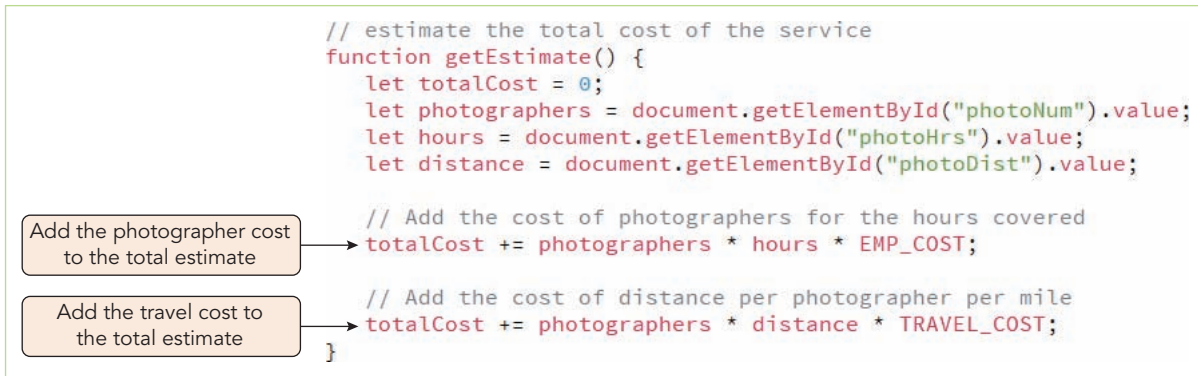 // estimate the total cost of the service
function getEstimate() {
let totalCost = 0;
let photographers = document.getElementById("photoNum").value;
let hours = document.getElementById("photoHrs").value;
let distance = document.getElementById("photoDist").value;
// Add the cost of photographers for the hours covered
Add the photographer cost
to the total estimate
totalCost += photographers * hours * EMP_COST;
// Add the cost of distance per photographer per mile
Add the travel cost to
the total estimate
totalCost += photographers * distance * TRAVEL_COST;
}